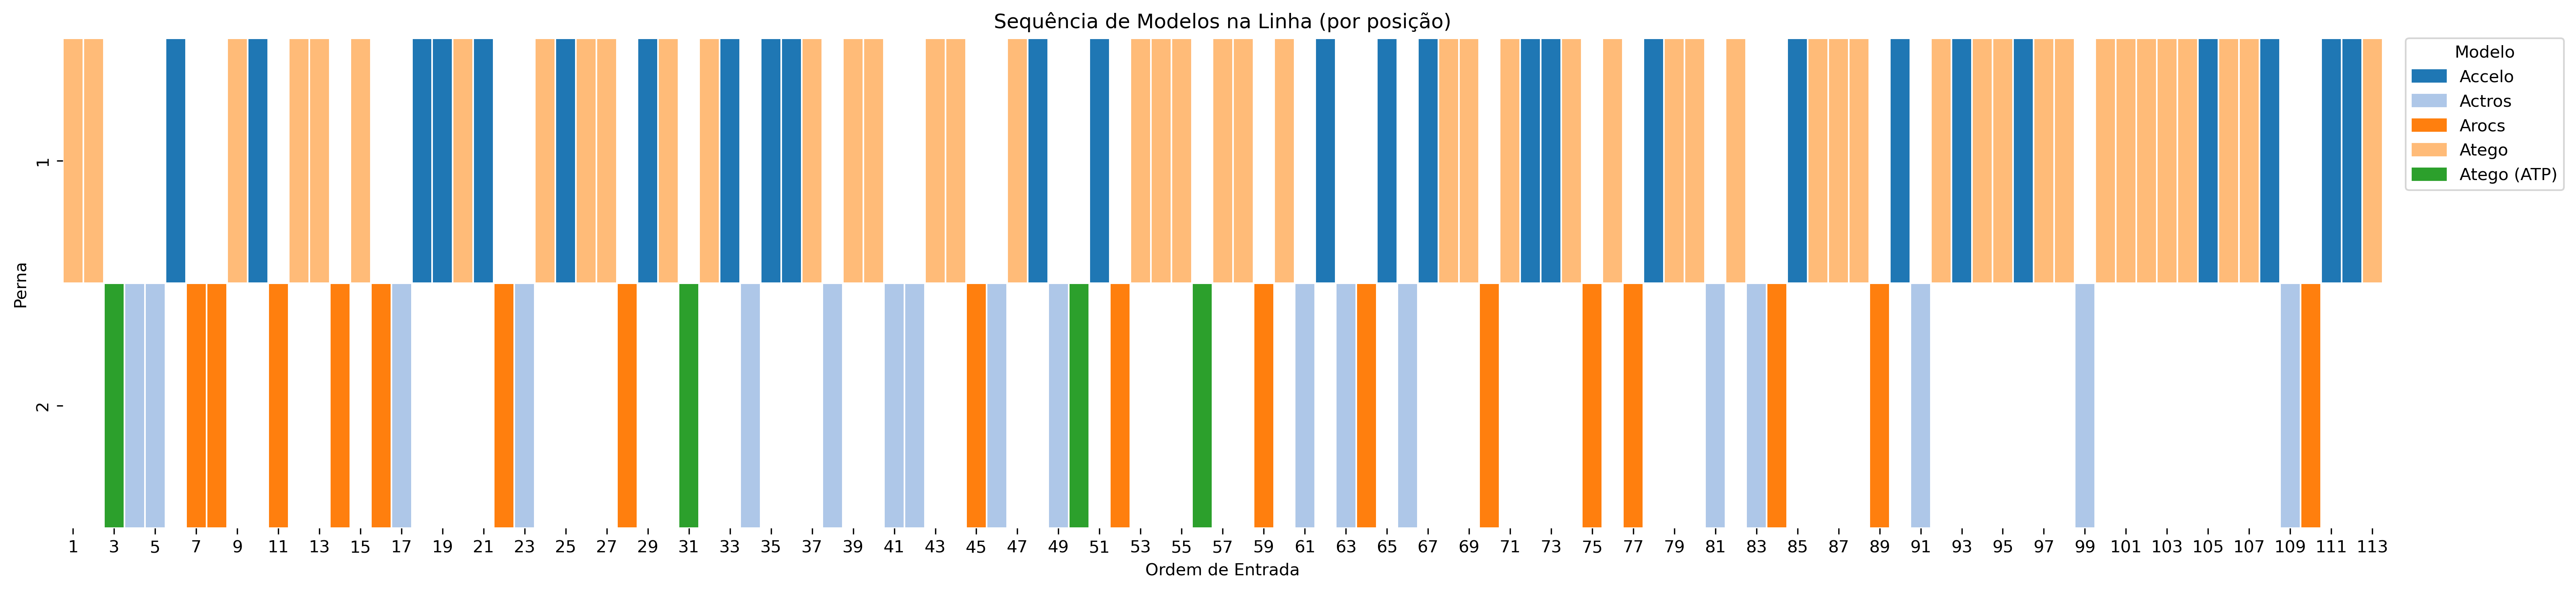 Sequência de Modelos na Linha (por posição)
Modelo
Accelo
Actros
Arocs
Atego
Atego (ATP)
Perna
1
2
1 3 5 7 9 11 13 15 17 19 21 23 25 27 29 31 33 35 37 39 41 43 45 47 49 51 53 55 57 59 61 63 65 67 69 71 73 75 77 79 81 83 85 87 89 91 93 95 97 99 101 103 105 107 109 111 113
Ordem de Entrada